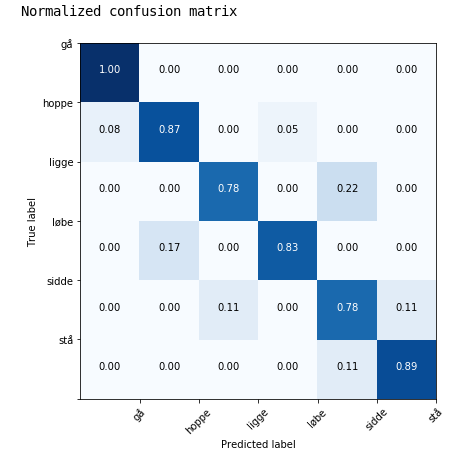 Normalized confusion matrix
gå
1.00 0.00 0.00 0.00 0.00 0.00
hoppe
0.08 0.87 0.00 0.05 0.00 0.00
ligge
0.00 0.00 0.78 0.00 0.22 0.00
True label
løbe
0.00 0.17 0.00 0.83 0.00 0.00
sidde
0.00 0.00 0.11 0.00 0.78 0.11
stå
0.00 0.00 0.00 0.00 0.11 0.89
gå hoppe ligge løbe sidde stå
Predicted label